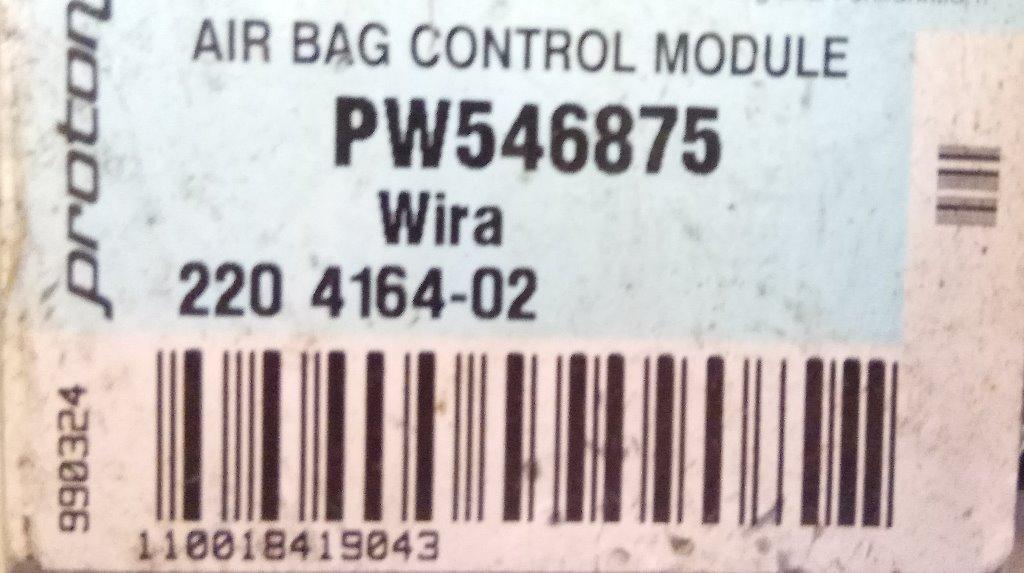 AIR BAG CONTROL MODULE
PW546875
Wira
220 4164-02
proton
990324
110018419043